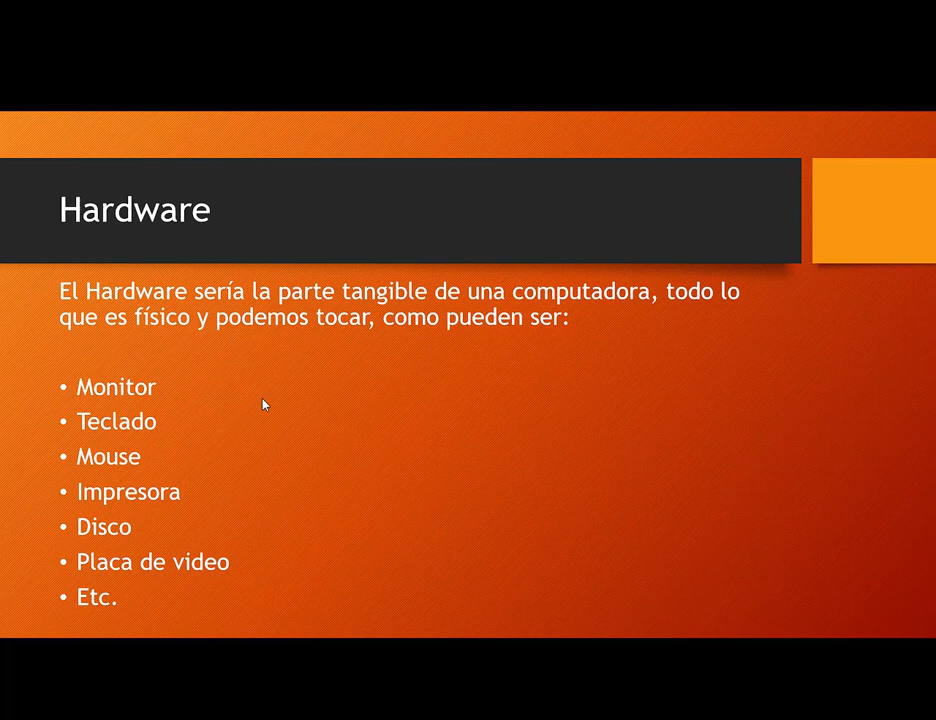 Hardware
El Hardware sería la parte tangible de una computadora, todo lo
que es físico y podemos tocar, como pueden ser:
• Monitor
• Teclado
• Mouse
• Impresora
• Disco
• Placa de video
• Etc.